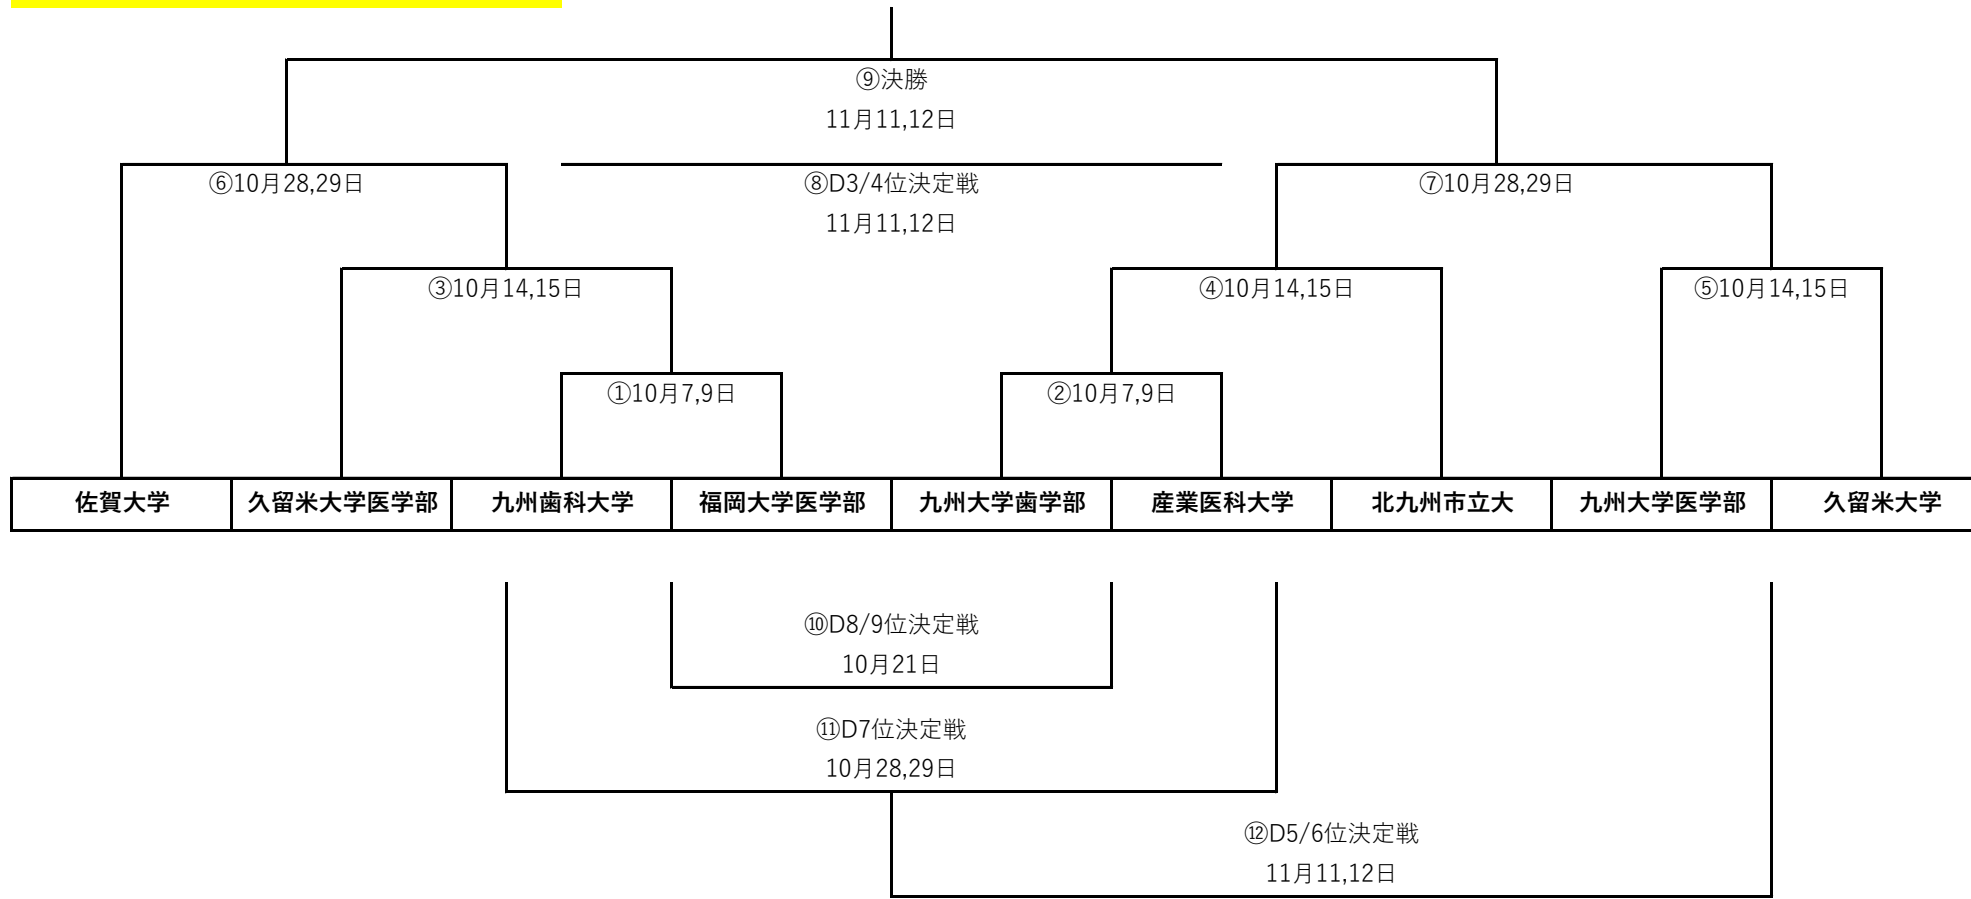 ⑨決勝
11月11,12日
⑥10月28,29日
⑧D3/4位決定戦
⑦10月28,29日
11月11,12日
③10月14,15日
④10月14,15日
⑤10月14,15日
①10月7,9日
②10月7,9日
佐賀大学
久留米大学医学部
九州歯科大学
福岡大学医学部
九州大学歯学部
産業医科大学
北九州市立大
九州大学医学部
久留米大学
⑩D8/9位決定戦
10月21日
⑪D7位決定戦
10月28,29日
⑫D5/6位決定戦
11月11,12日